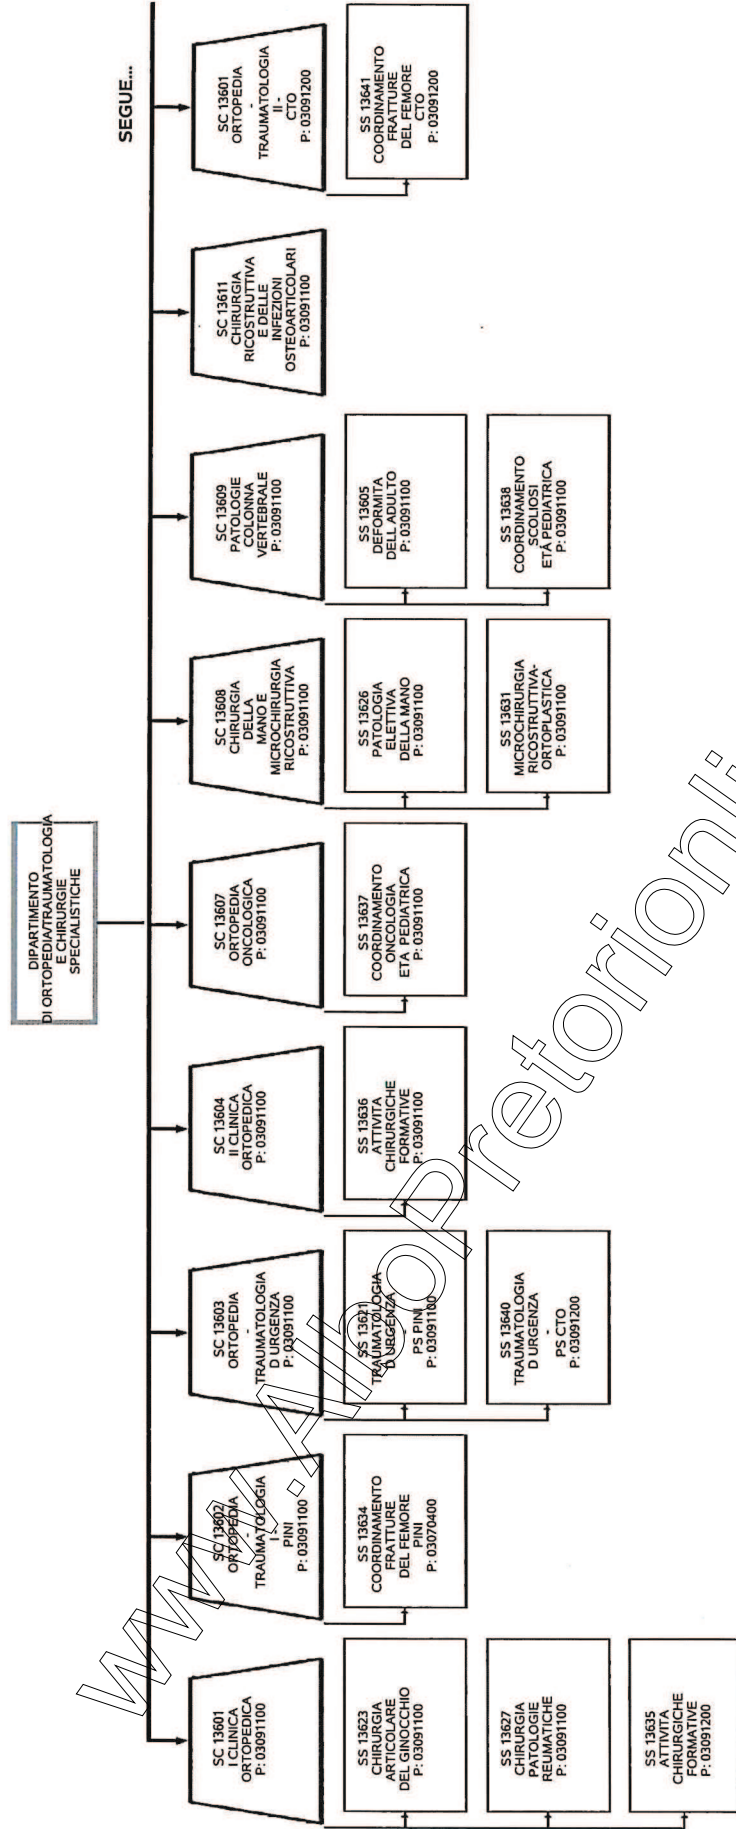 DIPARTIMENTO
DI ORTOPEDIA/TRAUMATOLOGIA
E CHIRURGIE
SPECIALISTICHE
SEGUE...
SC 13601
I CLINICA
ORTOPEDICA
P: 03091100
SS 13623
CHIRURGIA
ARTICOLARE
DEL GINOCCHIO
P: 03091100
SS 13627
CHIRURGIA
PATOLOGIE
REUMATICHE
P: 03091100
SS 13635
ATTIVITA
CHIRURGICHE
FORMATIVE
P: 03091200
SC 13602
ORTOPEDIA
-
TRAUMATOLOGIA
I -
PINI
P: 03091100
SS 13634
COORDINAMENTO
FRATTURE
DEL FEMORE
PINI
P: 03070400
SC 13603
ORTOPEDIA
-
TRAUMATOLOGIA
D URGENZA
P: 03091100
SS 13621
TRAUMATOLOGIA
D URGENZA
-
PS PINI
P: 03091100
SS 13640
TRAUMATOLOGIA
D URGENZA
-
PS CTO
P: 03091200
SC 13604
II CLINICA
ORTOPEDICA
P: 03091100
SS 13636
ATTIVITA
CHIRURGICHE
FORMATIVE
P: 03091100
SC 13607
ORTOPEDIA
ONCOLOGICA
P: 03091100
SS 13637
COORDINAMENTO
ONCOLOGIA
ETA PEDIATRICA
P: 03091100
SC 13608
CHIRURGIA
DELLA
MANO E
MICROCHIRURGIA
RICOSTRUTTIVA
P: 03091100
SS 13626
PATOLOGIA
ELETTIVA
DELLA MANO
P: 03091100
SS 13631
MICROCHIRURGIA
RICOSTRUTTIVA-
ORTOPLASTICA
P: 03091100
SC 13609
PATOLOGIE
COLONNA
VERTEBRALE
P: 03091100
SS 13605
DEFORMITA
DELL ADULTO
P: 03091100
SS 13638
COORDINAMENTO
SCOLIOSI
ETÁ PEDIATRICA
P: 03091100
SC 13611
CHIRURGIA
RICOSTRUTTIVA
E DELLE
INFEZIONI
OSTEOARTICOLARI
P: 03091100
SC 13601
ORTOPEDIA
-
TRAUMATOLOGIA
II -
CTO
P: 03091200
SS 13641
COORDINAMENTO
FRATTURE
DEL FEMORE
CTO
P: 03091200
www.AlboPretorionli